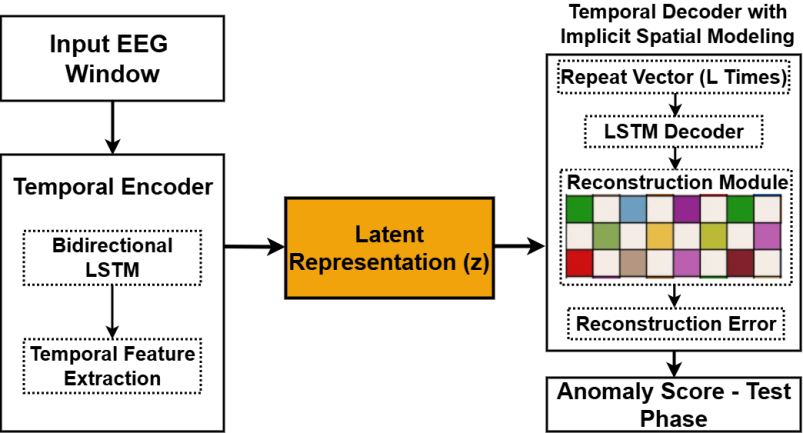 Input EEG
Window
Temporal Encoder
Bidirectional
LSTM
Temporal Feature
Extraction
Latent
Representation (z)
Temporal Decoder with
Implicit Spatial Modeling
Repeat Vector (L Times)
LSTM Decoder
Reconstruction Module
Reconstruction Error
Anomaly Score - Test
Phase